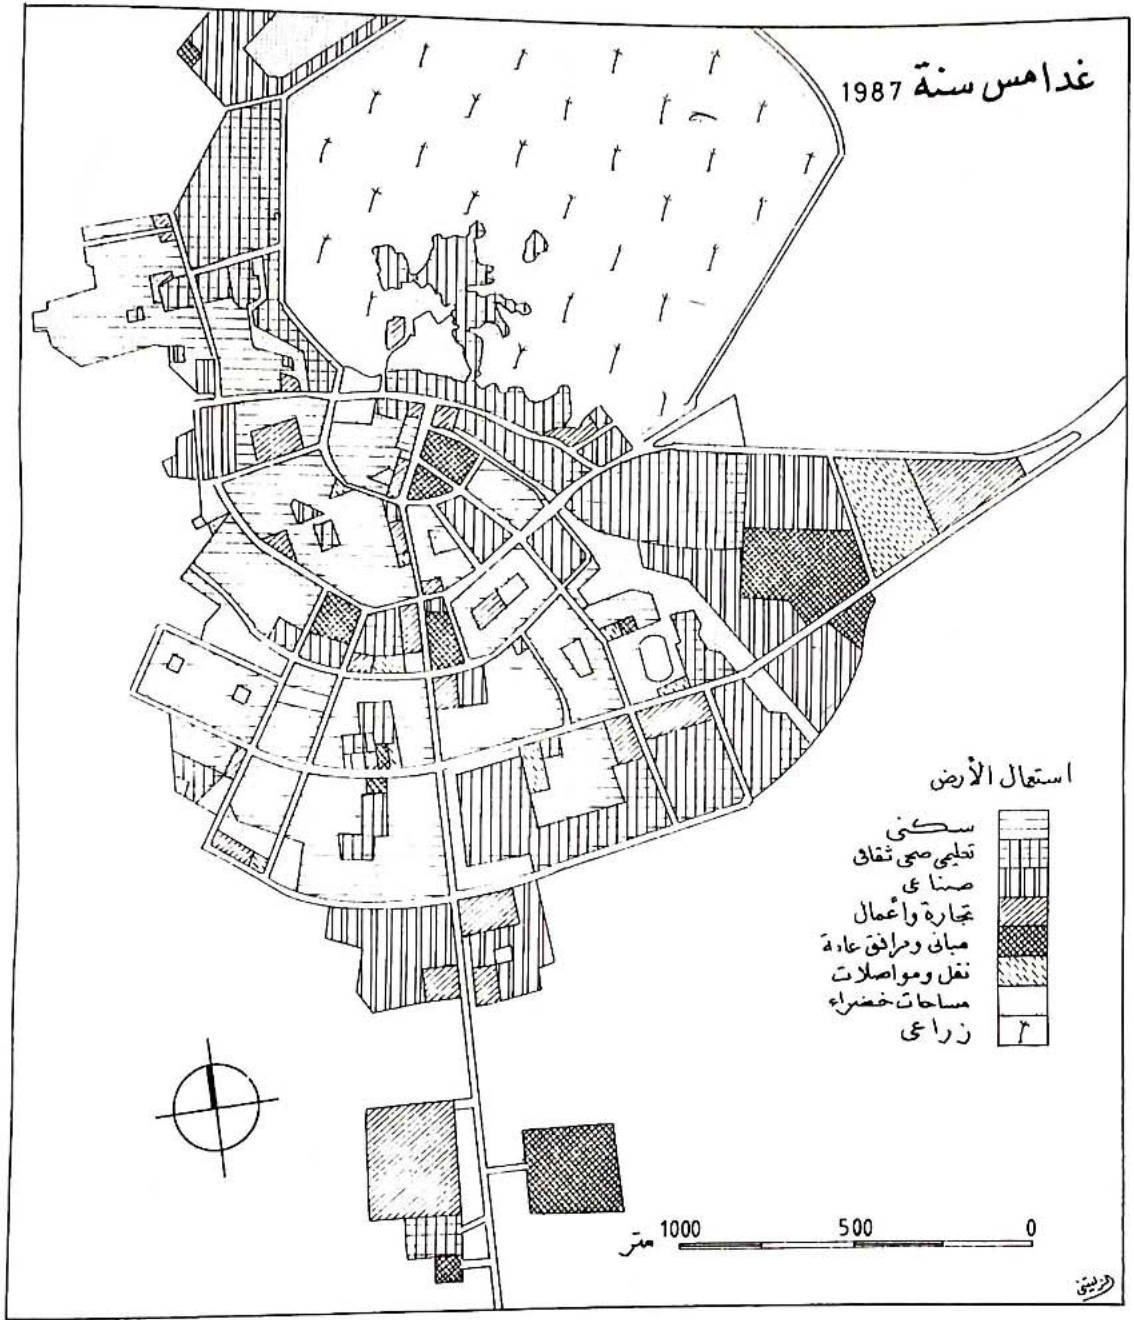 غدامس سنة 1987
استعمال الأرض
سكني
تعليمي صحي ثقافي
صناعي
تجارة وأعمال
مباني ومرافق عامة
نقل ومواصلات
مساحات خضراء
زراعي
0 500 1000 متر